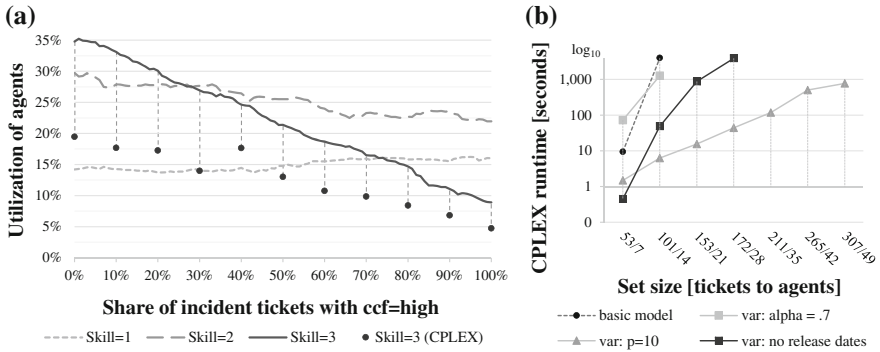 (a)
Utilization of agents
35%
30%
25%
20%
15%
10%
5%
0%
0% 10% 20% 30% 40% 50% 60% 70% 80% 90% 100%
Share of incident tickets with ccf=high
Skill=1 Skill=2 Skill=3 Skill=3 (CPLEX)
(b)
CPLEX runtime [seconds]
log10
1,000
100
10
1
0
53/7 101/14 153/21 172/28 211/35 265/42 307/49
Set size [tickets to agents]
basic model var: alpha = .7
var: p=10 var: no release dates